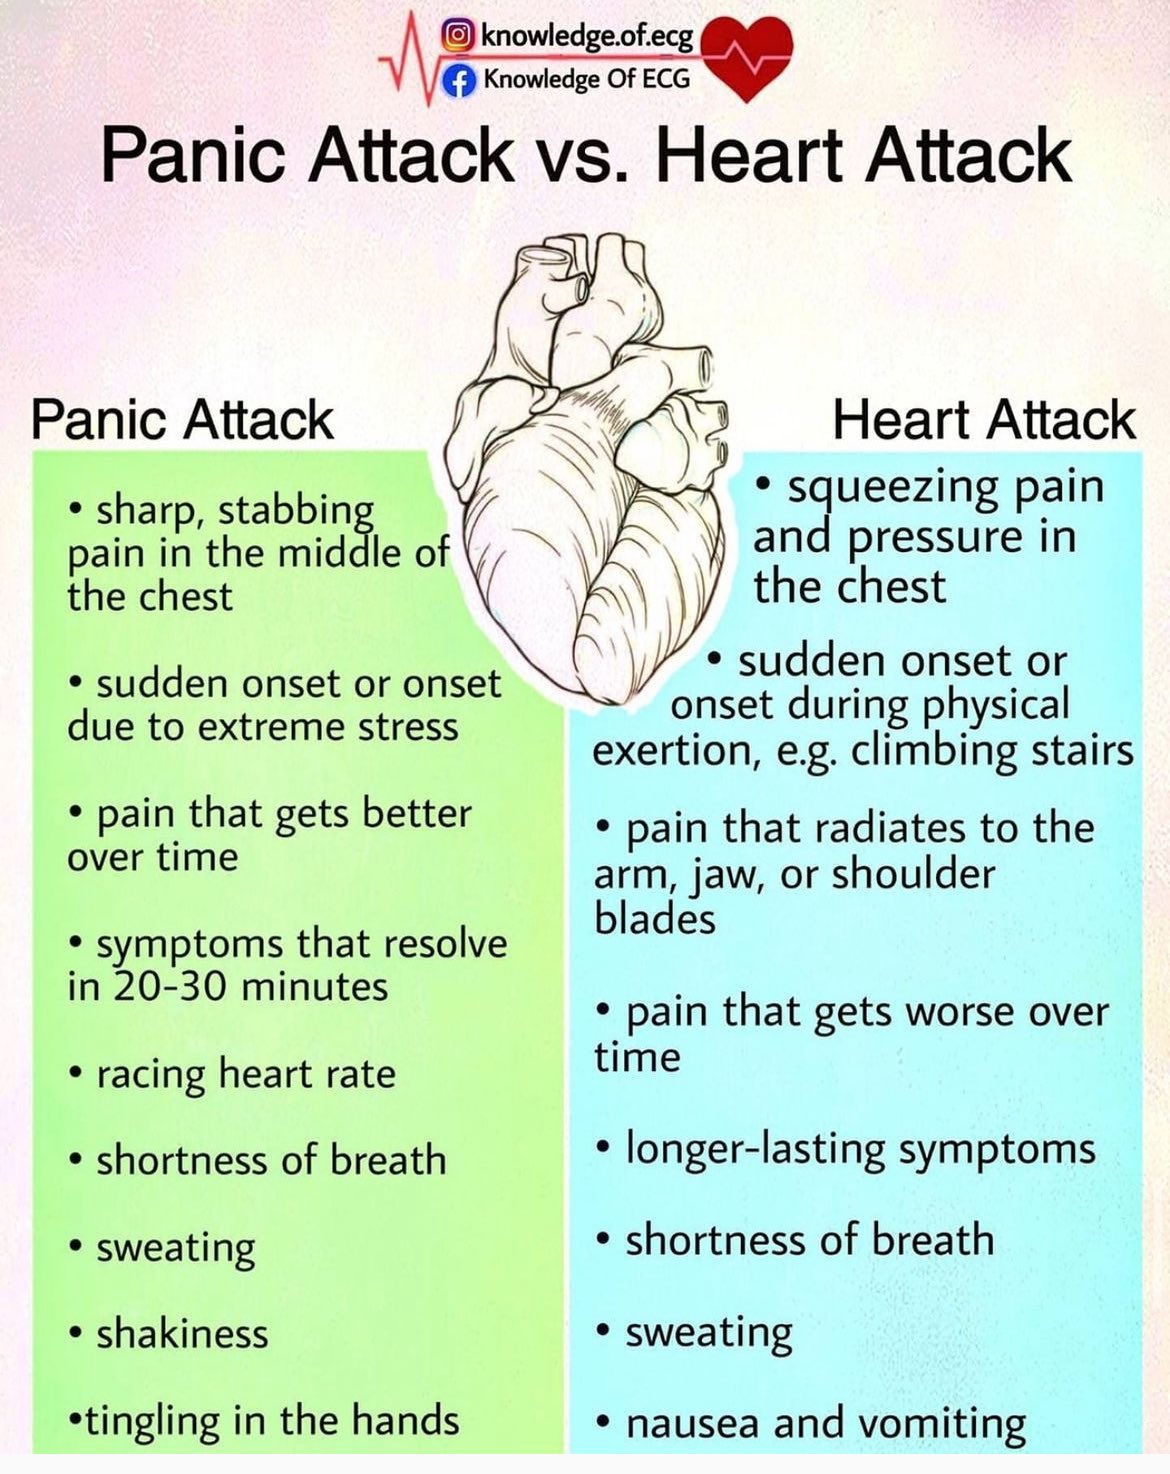 knowledge.of.ecg
Knowledge Of ECG
Panic Attack vs. Heart Attack
Panic Attack
• sharp, stabbing
pain in the middle of
the chest
• sudden onset or onset
due to extreme stress
• pain that gets better
over time
• symptoms that resolve
in 20-30 minutes
• racing heart rate
• shortness of breath
• sweating
• shakiness
•tingling in the hands
Heart Attack
• squeezing pain
and pressure in
the chest
• sudden onset or
onset during physical
exertion, e.g. climbing stairs
• pain that radiates to the
arm, jaw, or shoulder
blades
• pain that gets worse over
time
• longer-lasting symptoms
• shortness of breath
• sweating
• nausea and vomiting